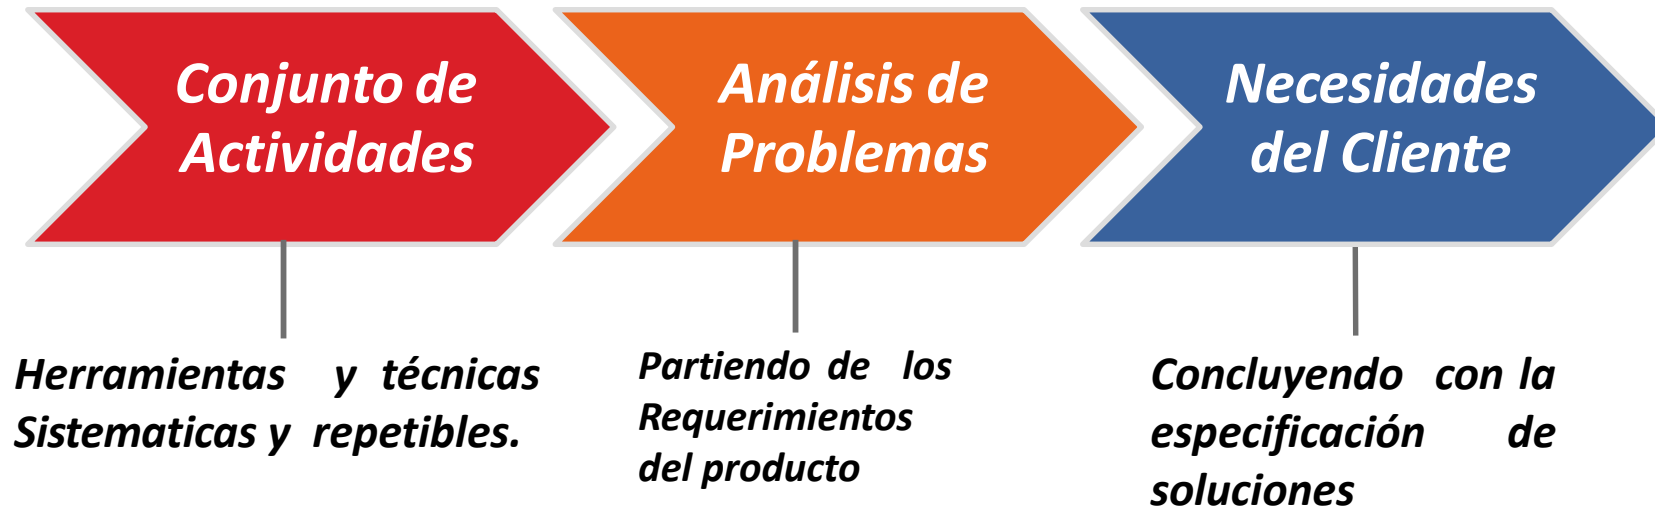 Conjunto de
Actividades
Análisis de
Problemas
Necesidades
del Cliente
Herramientas y técnicas
Sistematicas y repetibles.
Partiendo de los
Requerimientos
del producto
Concluyendo con la
especificación de
soluciones